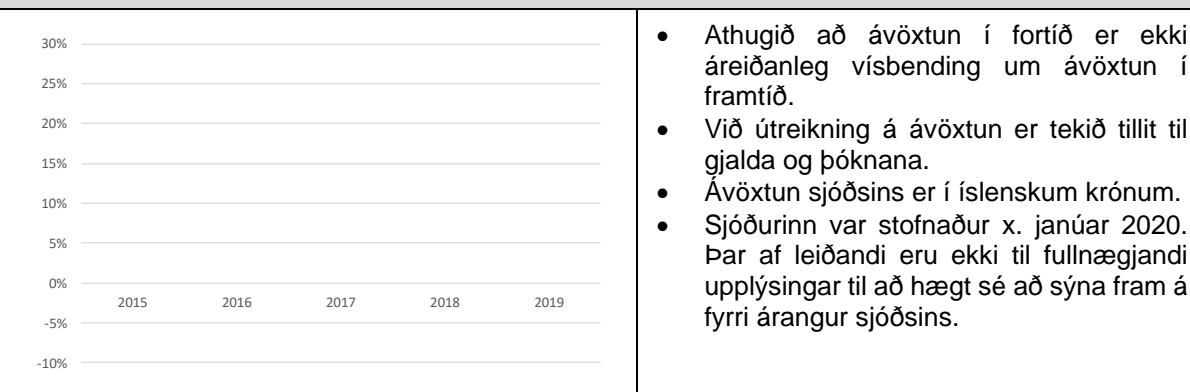 30%
25%
20%
15%
10%
5%
0%
2015 2016 2017 2018 2019
-5%
-10%
• Athugið að ávöxtun í fortíð er ekki
áreiðanleg vísbending um ávöxtun í
framtíð.
• Við útreikning á ávöxtun er tekið tillit til
gjalda og þóknana.
• Ávöxtun sjóðsins er í íslenskum krónum.
• Sjóðurinn var stofnaður x. janúar 2020.
Þar af leiðandi eru ekki til fullnægjandi
upplýsingar til að hægt sé að sýna fram á
fyrri árangur sjóðsins.